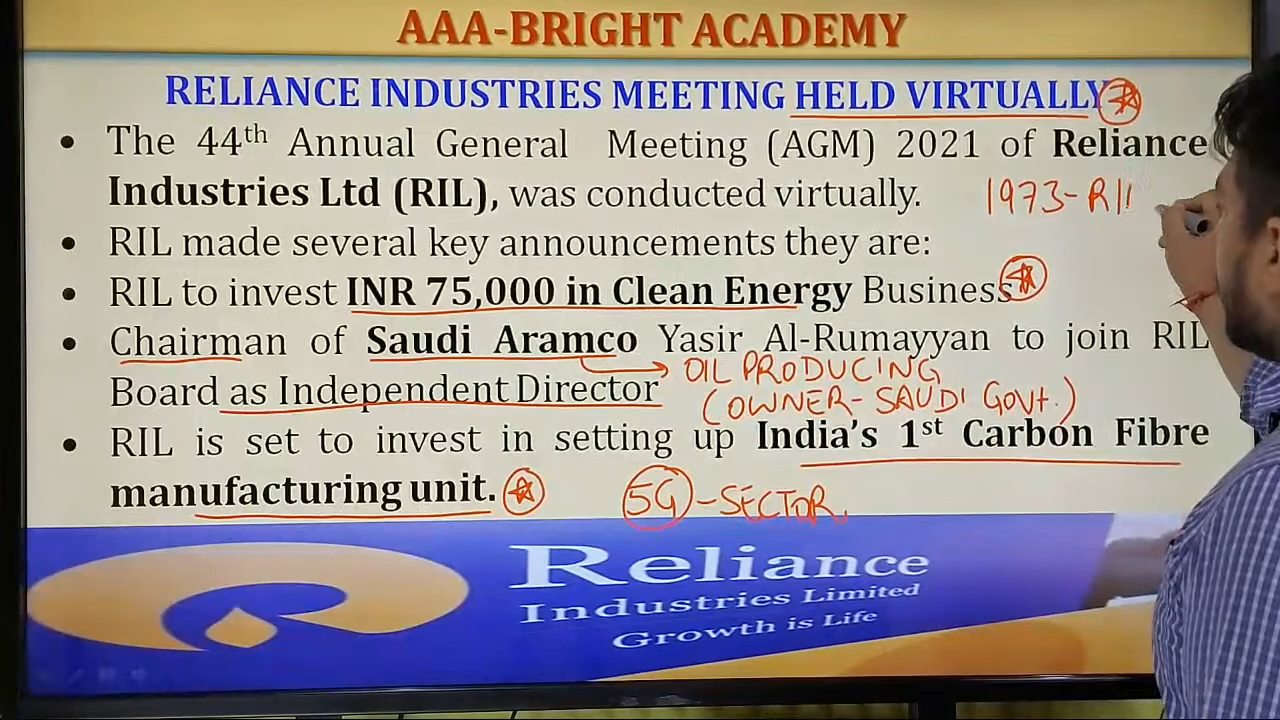 AAA-BRIGHT ACADEMY
RELIANCE INDUSTRIES MEETING HELD VIRTUALLY
• The 44th Annual General Meeting (AGM) 2021 of Reliance
Industries Ltd (RIL), was conducted virtually. 1973-RIL
• RIL made several key announcements they are:
• RIL to invest INR 75,000 in Clean Energy Business
• Chairman of Saudi Aramco Yasir Al-Rumayyan to join RIL
→ OIL PRODUCING
Board as Independent Director (OWNER-SAUDI Govt.)
• RIL is set to invest in setting up India's 1st Carbon Fibre
manufacturing unit. 5G-SECTOR.
Reliance
Industries Limited
Growth is Life